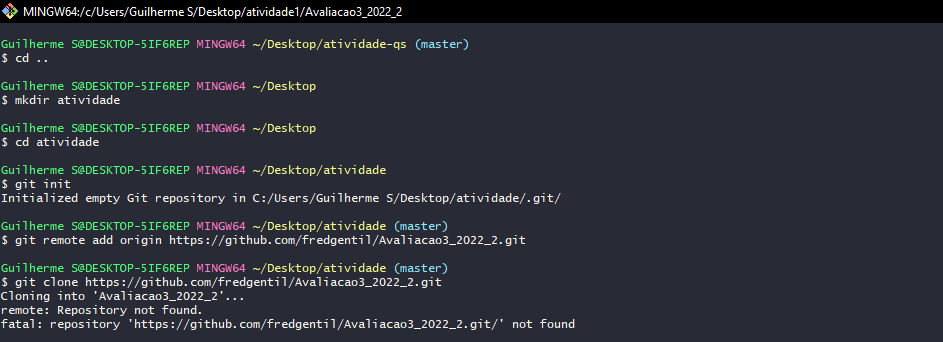 MINGW64:/c/Users/Guilherme S/Desktop/atividade1/Avaliacao3_2022_2
Guilherme S@DESKTOP-5IF6REP MINGW64 ~/Desktop/atividade-qs (master)
$ cd ..
Guilherme S@DESKTOP-5IF6REP MINGW64 ~/Desktop
$ mkdir atividade
Guilherme S@DESKTOP-5IF6REP MINGW64 ~/Desktop
$ cd atividade
Guilherme S@DESKTOP-5IF6REP MINGW64 ~/Desktop/atividade
$ git init
Initialized empty Git repository in C:/Users/Guilherme S/Desktop/atividade/.git/
Guilherme S@DESKTOP-5IF6REP MINGW64 ~/Desktop/atividade (master)
$ git remote add origin https://github.com/fredgentil/Avaliacao3_2022_2.git
Guilherme S@DESKTOP-5IF6REP MINGW64 ~/Desktop/atividade (master)
$ git clone https://github.com/fredgentil/Avaliacao3_2022_2.git
Cloning into 'Avaliacao3_2022_2'...
remote: Repository not found.
fatal: repository 'https://github.com/fredgentil/Avaliacao3_2022_2.git/' not found